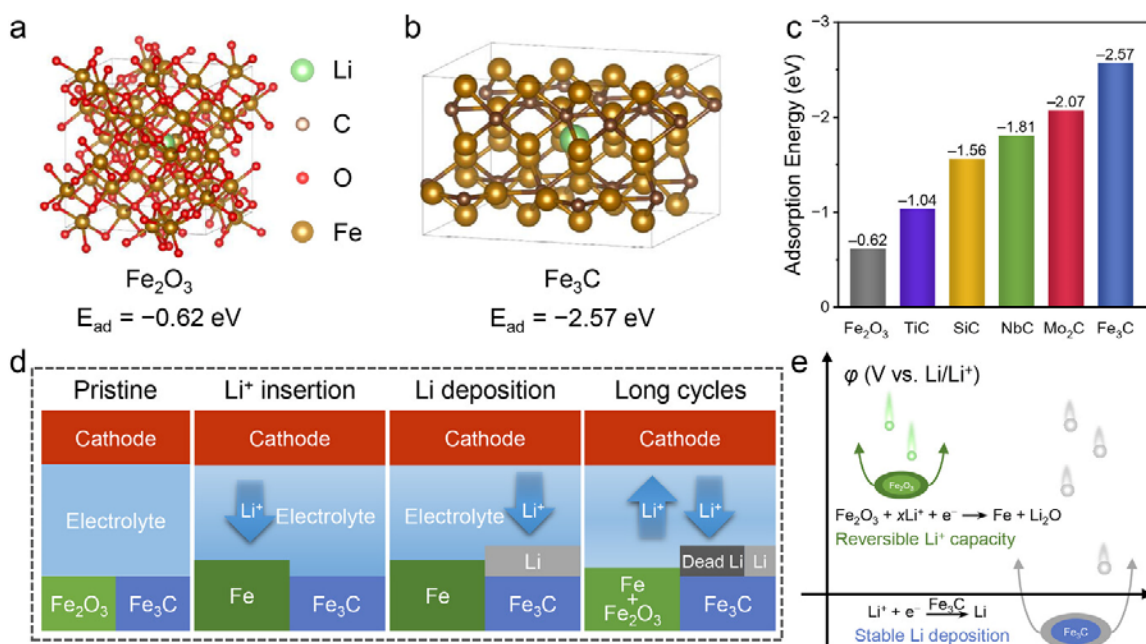 a
Li
C
O
Fe
Fe₂O₃
E_ad = −0.62 eV
b
Fe₃C
E_ad = −2.57 eV
c
Adsorption Energy (eV)
−3
−2
−1
0
−0.62
−1.04
−1.56
−1.81
−2.07
−2.57
Fe₂O₃ TiC SiC NbC Mo₂C Fe₃C
d
Pristine
Cathode
Electrolyte
Fe₂O₃ Fe₃C
Li⁺ insertion
Cathode
Li⁺ Electrolyte
Fe Fe₃C
Li deposition
Cathode
Electrolyte Li⁺
Li
Fe Fe₃C
Long cycles
Cathode
Li⁺ Li⁺
Dead Li Li
Fe
+
Fe₂O₃
Fe₃C
e
φ (V vs. Li/Li⁺)
Fe₂O₃
Fe₂O₃ + xLi⁺ + e⁻ → Fe + Li₂O
Reversible Li⁺ capacity
Fe₃C
Li⁺ + e⁻ → Li
Stable Li deposition
Fe₃C